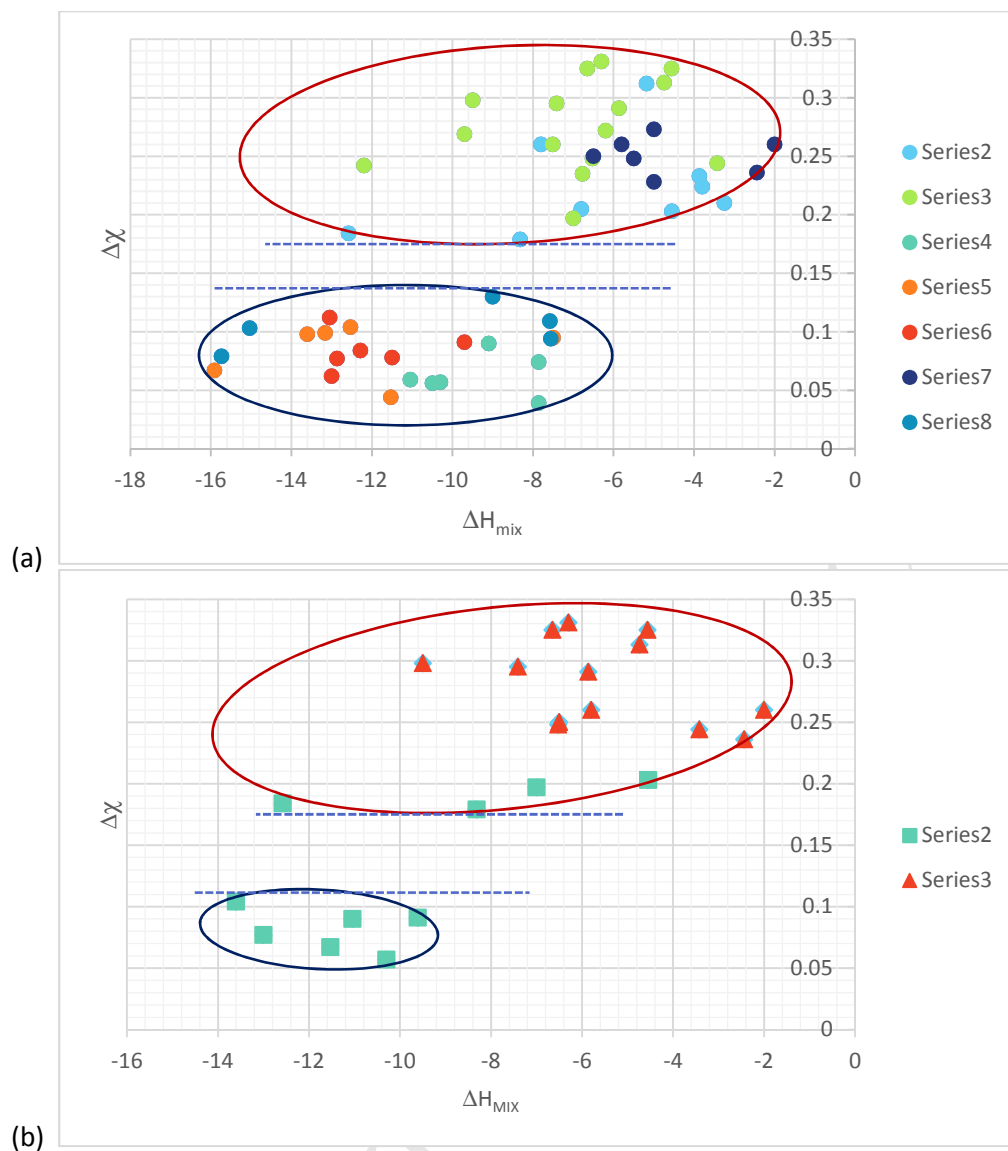 0.35
0.3
0.25
0.2
0.15
0.1
0.05
0
Δχ
-18 -16 -14 -12 -10 -8 -6 -4 -2 0
ΔHmix
Series2
Series3
Series4
Series5
Series6
Series7
Series8
(a)
0.35
0.3
0.25
0.2
0.15
0.1
0.05
0
Δχ
-16 -14 -12 -10 -8 -6 -4 -2 0
ΔHMIX
Series2
Series3
(b)